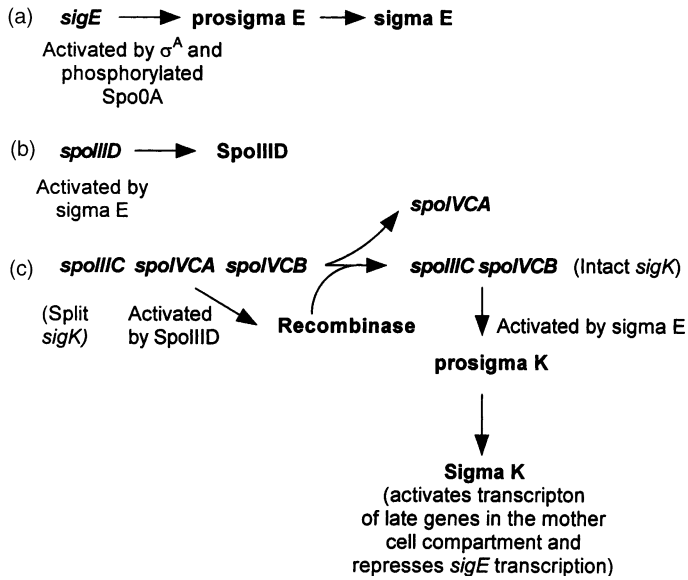 (a) sigE prosigma E sigma E
Activated by σA and
phosphorylated
Spo0A
(b) spoIIID SpoIIID
Activated by
sigma E
spoIVCA
(c) spoIIIC spoIVCA spoIVCB spoIIIC spoIVCB (Intact sigK)
(Split
sigK)
Activated
by SpoIIID
Recombinase
Activated by sigma E
prosigma K
Sigma K
(activates transcripton
of late genes in the mother
cell compartment and
represses sigE transcription)